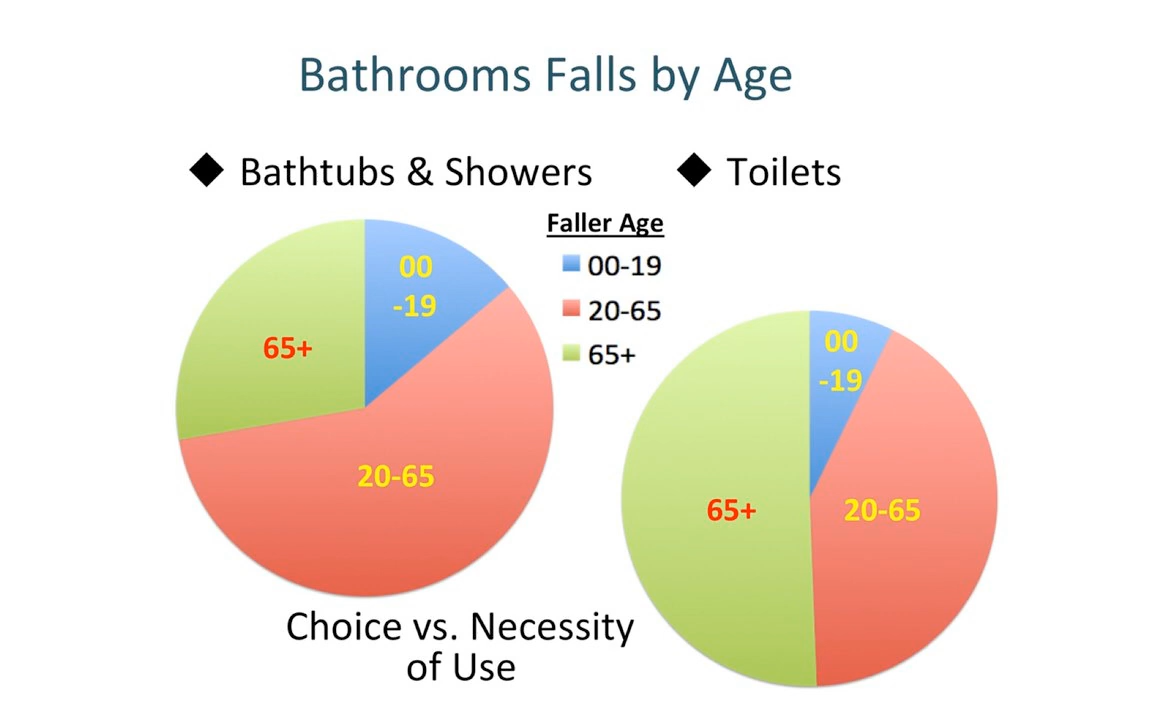 Bathrooms Falls by Age
◆ Bathtubs & Showers
◆ Toilets
Faller Age
00-19
20-65
65+
00
-19
65+
20-65
00
-19
65+
20-65
Choice vs. Necessity
of Use